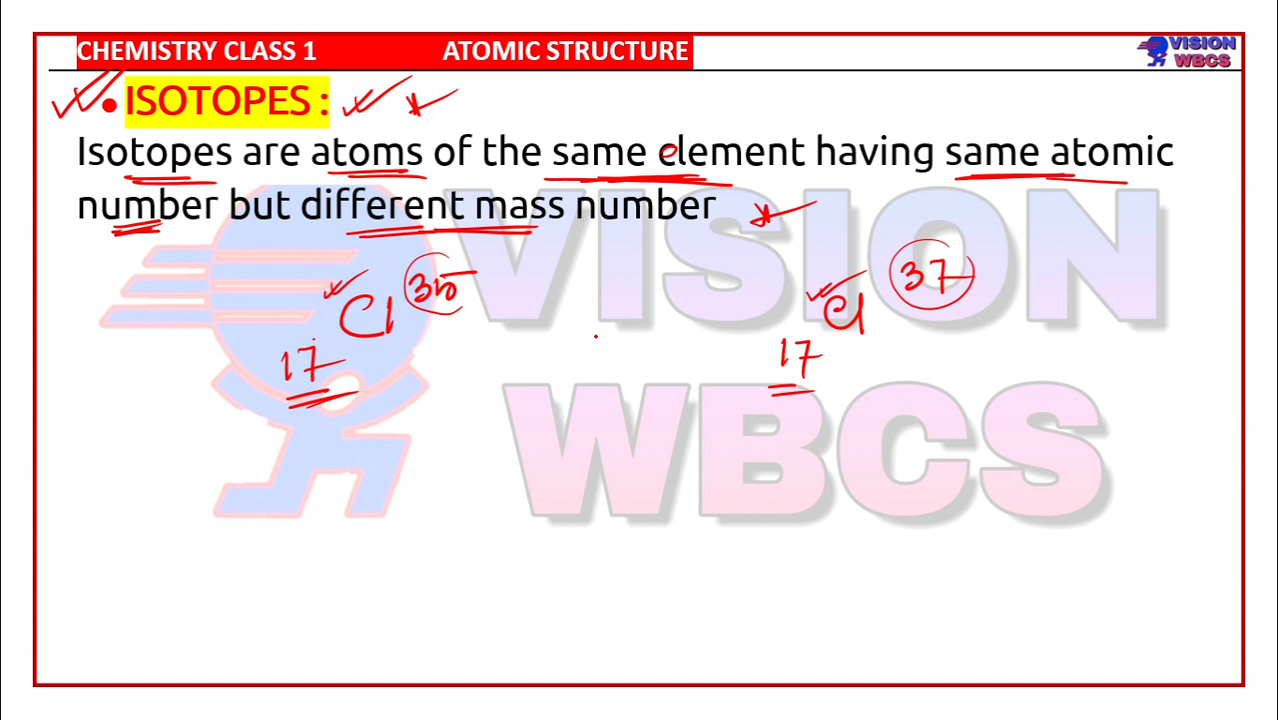 CHEMISTRY CLASS 1 ATOMIC STRUCTURE
VISION
WBCS
• ISOTOPES :
Isotopes are atoms of the same element having same atomic
number but different mass number
Cl 35 Cl 37
17 17
VISION
WBCS